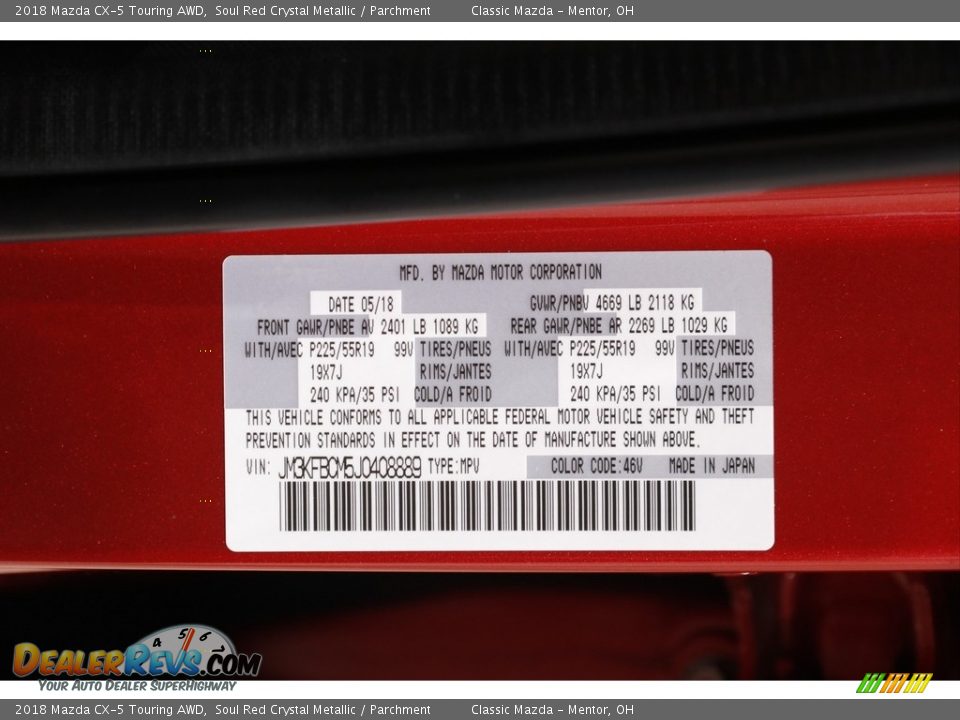 2018 Mazda CX-5 Touring AWD, Soul Red Crystal Metallic / Parchment Classic Mazda - Mentor, OH
MFD. BY MAZDA MOTOR CORPORATION
DATE 05/18 GVWR/PNBV 4669 LB 2118 KG
FRONT GAWR/PNBE AV 2401 LB 1089 KG REAR GAWR/PNBE AR 2269 LB 1029 KG
WITH/AVEC P225/55R19 99V TIRES/PNEUS WITH/AVEC P225/55R19 99V TIRES/PNEUS
19X7J RIMS/JANTES 19X7J RIMS/JANTES
240 KPA/35 PSI COLD/A FROID 240 KPA/35 PSI COLD/A FROID
THIS VEHICLE CONFORMS TO ALL APPLICABLE FEDERAL MOTOR VEHICLE SAFETY AND THEFT
PREVENTION STANDARDS IN EFFECT ON THE DATE OF MANUFACTURE SHOWN ABOVE.
VIN: JM3KFBCM5J0408889 TYPE:MPV COLOR CODE:46V MADE IN JAPAN
4 5 6
DEALERREVS.COM
YOUR AUTO DEALER SUPERHIGHWAY
2018 Mazda CX-5 Touring AWD, Soul Red Crystal Metallic / Parchment Classic Mazda - Mentor, OH